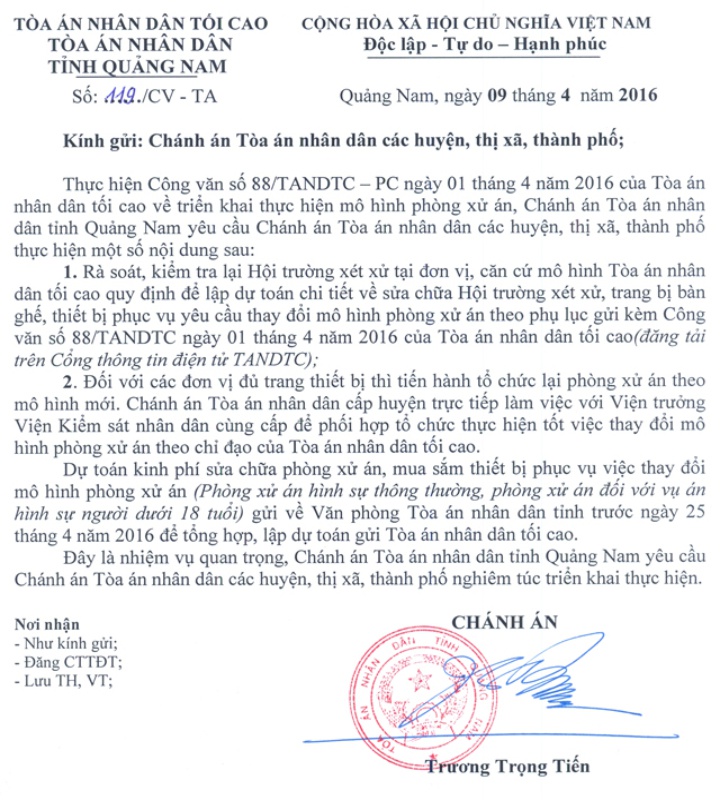 TÒA ÁN NHÂN DÂN TỐI CAO
TÒA ÁN NHÂN DÂN
TỈNH QUẢNG NAM
Số: 119./CV - TA
CỘNG HÒA XÃ HỘI CHỦ NGHĨA VIỆT NAM
Độc lập - Tự do – Hạnh phúc
Quảng Nam, ngày 09 tháng 4 năm 2016
Kính gửi: Chánh án Tòa án nhân dân các huyện, thị xã, thành phố;
Thực hiện Công văn số 88/TANDTC – PC ngày 01 tháng 4 năm 2016 của Tòa án
nhân dân tối cao về triển khai thực hiện mô hình phòng xử án, Chánh án Tòa án nhân
dân tỉnh Quảng Nam yêu cầu Chánh án Tòa án nhân dân các huyện, thị xã, thành phố
thực hiện một số nội dung sau:
1. Rà soát, kiểm tra lại Hội trường xét xử tại đơn vị, căn cứ mô hình Tòa án nhân
dân tối cao quy định để lập dự toán chi tiết về sửa chữa Hội trường xét xử, trang bị bàn
ghế, thiết bị phục vụ yêu cầu thay đổi mô hình phòng xử án theo phụ lục gửi kèm Công
văn số 88/TANDTC ngày 01 tháng 4 năm 2016 của Tòa án nhân dân tối cao(đăng tải
trên Cổng thông tin điện tử TANDTC);
2. Đối với các đơn vị đủ trang thiết bị thì tiến hành tổ chức lại phòng xử án theo
mô hình mới. Chánh án Tòa án nhân dân cấp huyện trực tiếp làm việc với Viện trưởng
Viện Kiểm sát nhân dân cùng cấp để phối hợp tổ chức thực hiện tốt việc thay đổi mô
hình phòng xử án theo chỉ đạo của Tòa án nhân dân tối cao.
Dự toán kinh phí sửa chữa phòng xử án, mua sắm thiết bị phục vụ việc thay đổi
mô hình phòng xử án (Phòng xử án hình sự thông thường, phòng xử án đối với vụ án
hình sự người dưới 18 tuổi) gửi về Văn phòng Tòa án nhân dân tỉnh trước ngày 25
tháng 4 năm 2016 để tổng hợp, lập dự toán gửi Tòa án nhân dân tối cao.
Đây là nhiệm vụ quan trọng, Chánh án Tòa án nhân dân tỉnh Quảng Nam yêu cầu
Chánh án Tòa án nhân dân các huyện, thị xã, thành phố nghiêm túc triển khai thực hiện.
Nơi nhận
- Như kính gửi;
- Đăng CTTĐT;
- Lưu TH, VT;
CHÁNH ÁN
TÒA ÁN NHÂN DÂN TỈNH QUẢNG NAM
Trương Trọng Tiến